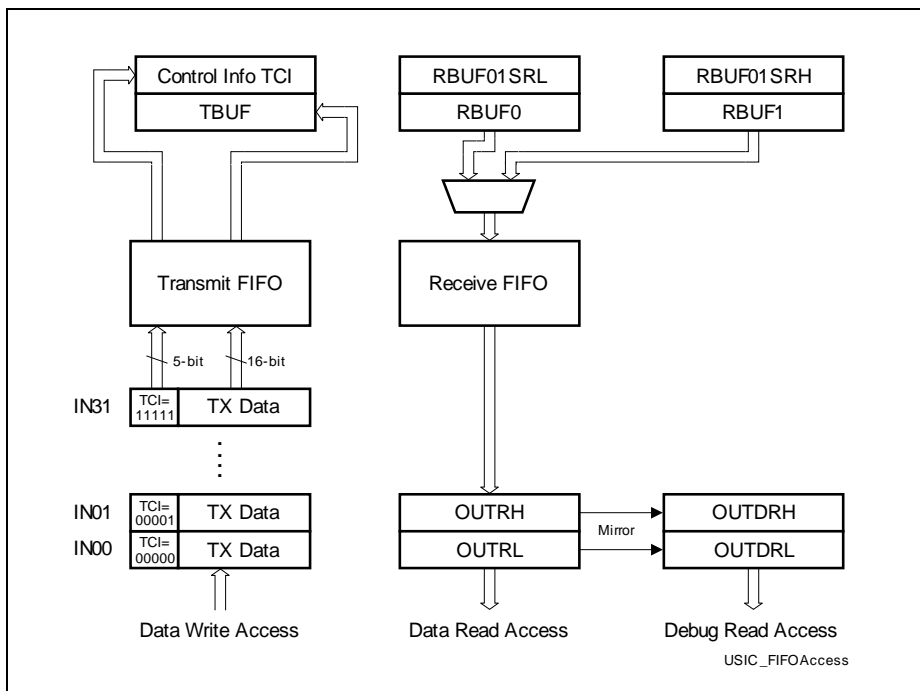 Control Info TCI
TBUF
RBUF01SRL
RBUF0
RBUF01SRH
RBUF1
Transmit FIFO
Receive FIFO
5-bit
16-bit
IN31
TCI=
11111
TX Data
IN01
TCI=
00001
TX Data
IN00
TCI=
00000
TX Data
OUTRH
OUTRL
Mirror
OUTDRH
OUTDRL
Data Write Access
Data Read Access
Debug Read Access
USIC_FIFOAccess